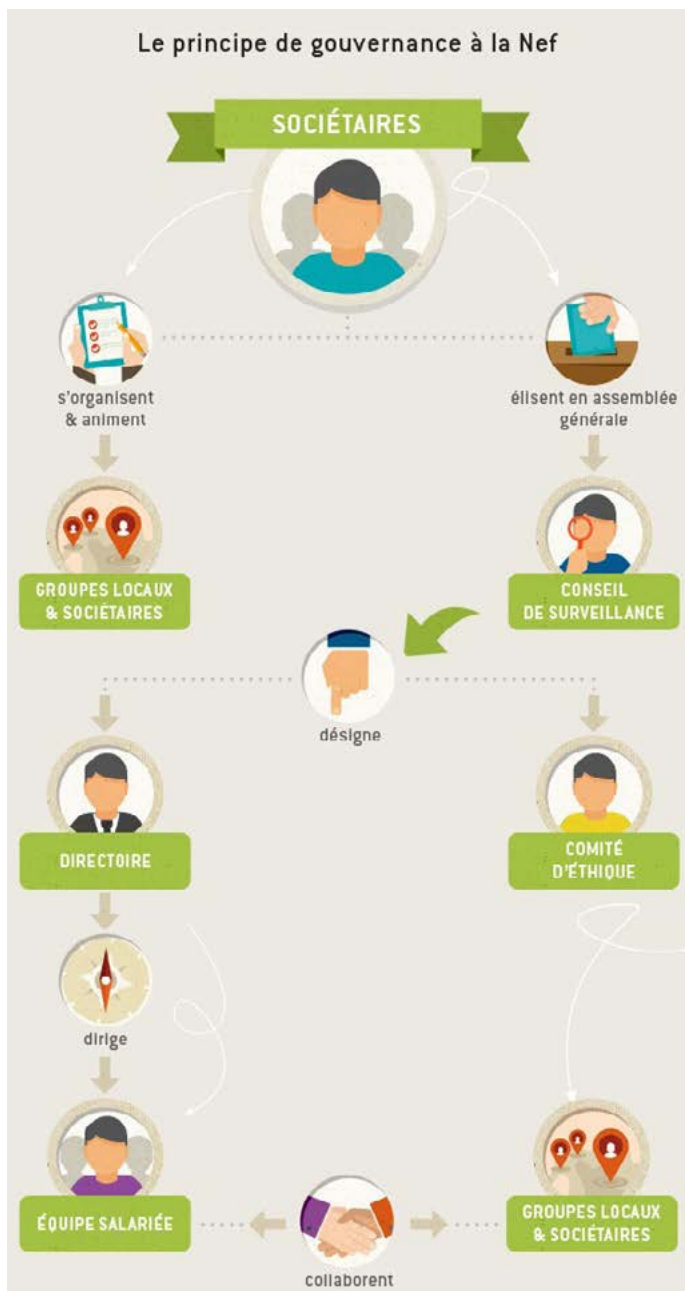 Le principe de gouvernance à la Nef
SOCIÉTAIRES
s'organisent
& animent
élisent en assemblée
générale
GROUPES LOCAUX
& SOCIÉTAIRES
CONSEIL
DE SURVEILLANCE
désigne
DIRECTOIRE
COMITÉ
D'ÉTHIQUE
dirige
ÉQUIPE SALARIÉE
GROUPES LOCAUX
& SOCIÉTAIRES
collaborent